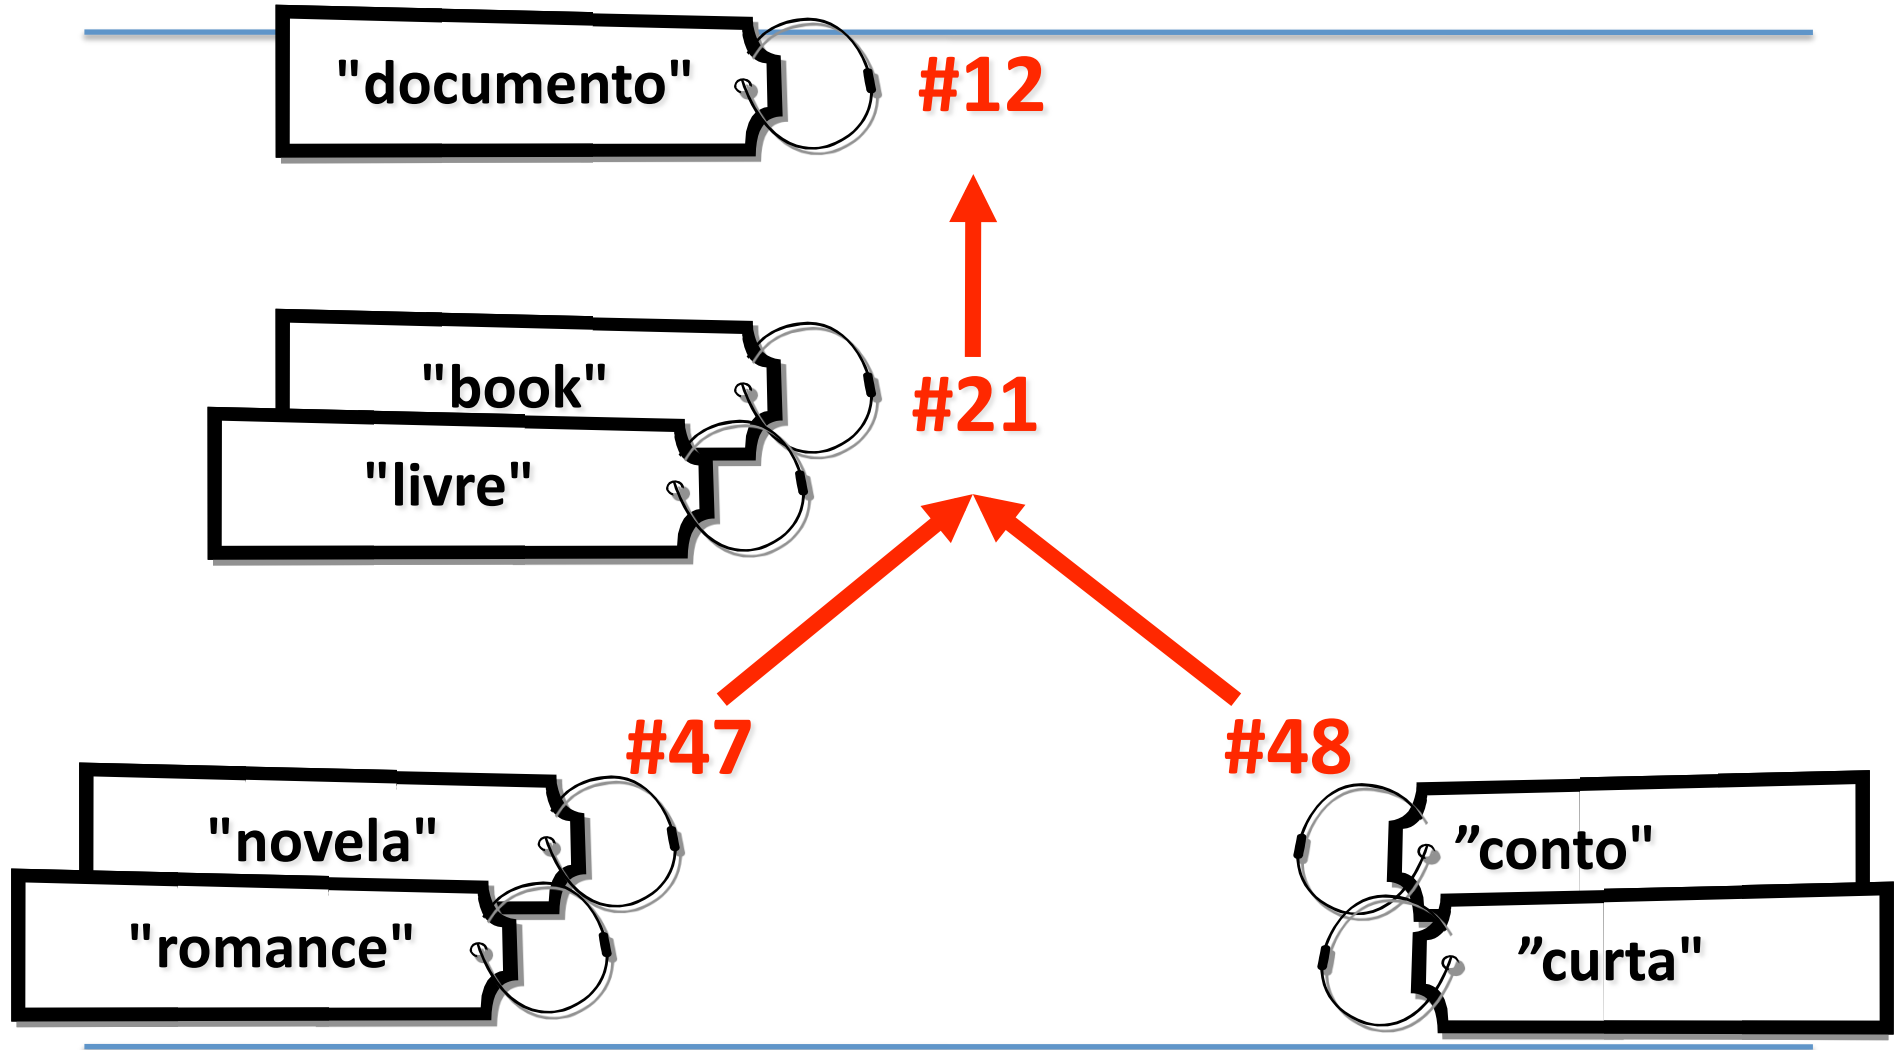 "documento" #12
"book"
#21
"livre"
#47 #48
"novela" ”conto"
"romance" ”curta"